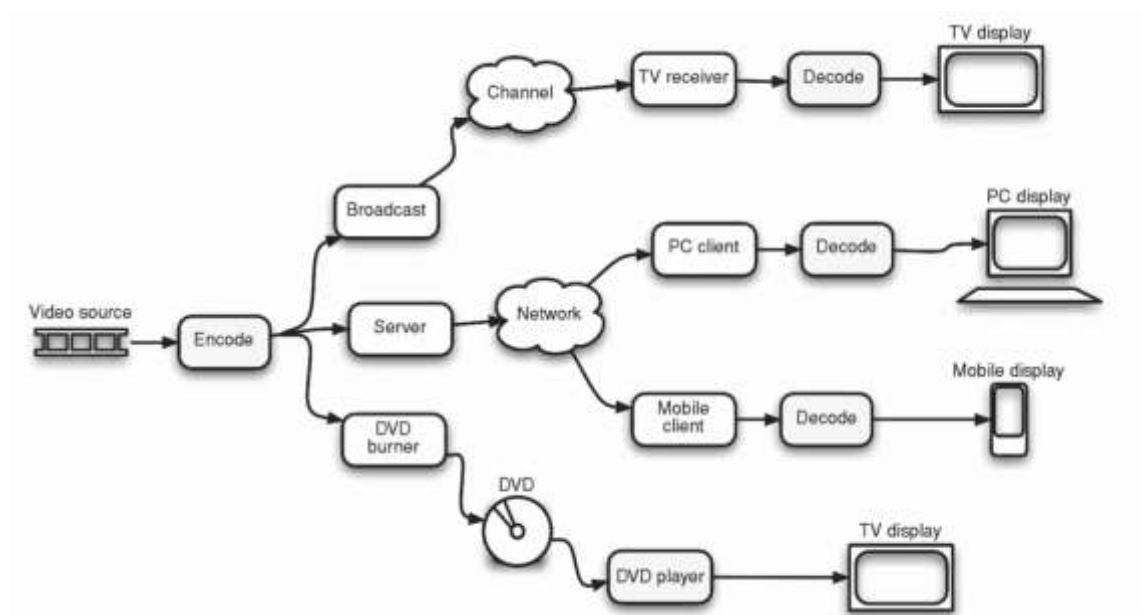 TV display
Channel
TV receiver
Decode
Broadcast
PC display
PC client
Decode
Video source
Encode
Server
Network
Mobile display
Mobile
client
Decode
DVD
burner
DVD
TV display
DVD player